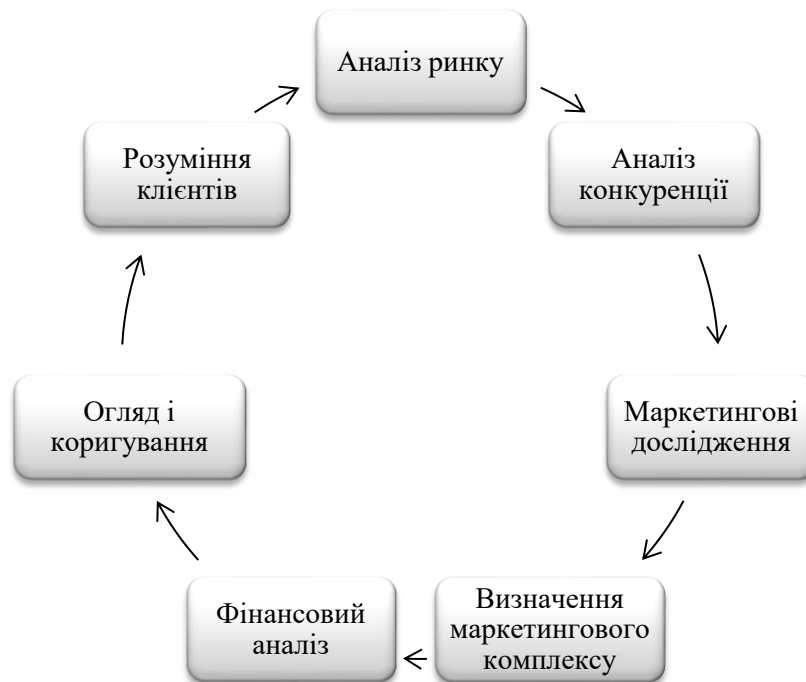 Аналіз ринку
Аналіз
конкуренції
Маркетингові
дослідження
Визначення
маркетингового
комплексу
Фінансовий
аналіз
Огляд і
коригування
Розуміння
клієнтів